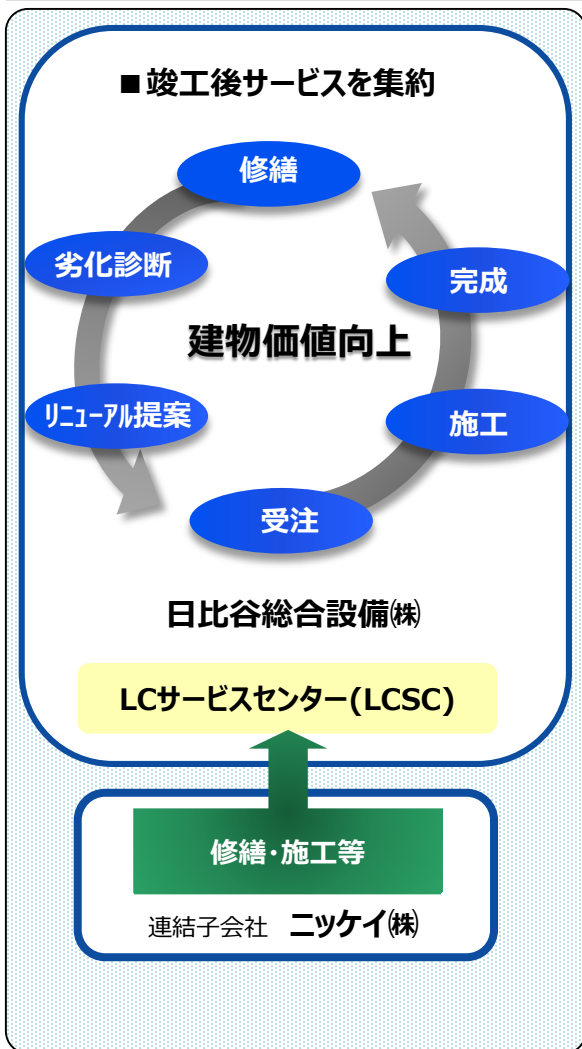 ■竣工後サービスを集約
修繕
劣化診断
完成
建物価値向上
ﾘﾆｭｰｱﾙ提案
施工
受注
日比谷総合設備㈱
LCサービスセンター(LCSC)
修繕･施工等
連結子会社 ニッケイ㈱